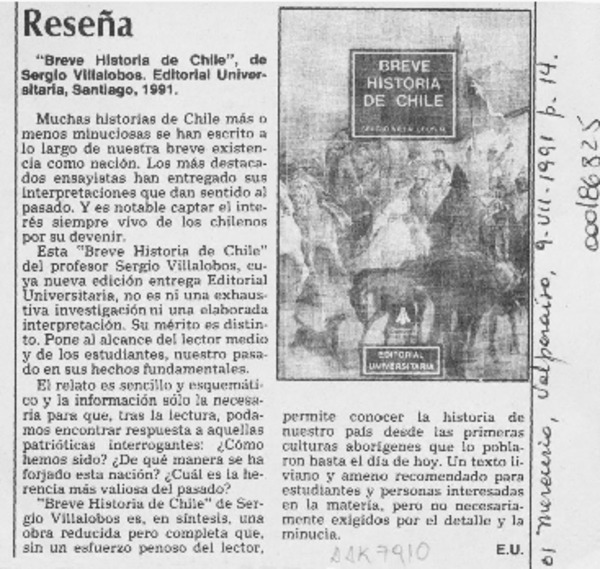 Reseña
"Breve Historia de Chile", de
Sergio Villalobos. Editorial Univer-
sitaria, Santiago, 1991.
Muchas historias de Chile más o
menos minuciosas se han escrito a
lo largo de nuestra breve existen-
cia como nación. Los más destaca-
dos ensayistas han entregado sus
interpretaciones que dan sentido al
pasado. Y es notable captar el inte-
rés siempre vivo de los chilenos
por su devenir.
Esta "Breve Historia de Chile"
del profesor Sergio Villalobos, cu-
ya nueva edición entrega Editorial
Universitaria, no es ni una exhaus-
tiva investigación ni una elaborada
interpretación. Su mérito es distin-
to. Pone al alcance del lector medio
y de los estudiantes, nuestro pasa-
do en sus hechos fundamentales.
El relato es sencillo y esquemáti-
co y la información sólo la necesa-
ria para que, tras la lectura, poda-
mos encontrar respuesta a aquellas
patrióticas interrogantes: ¿Cómo
hemos sido? ¿De qué manera se ha
forjado esta nación? ¿Cuál es la he-
rencia más valiosa del pasado?
"Breve Historia de Chile" de Ser-
gio Villalobos es, en síntesis, una
obra reducida pero completa que,
sin un esfuerzo penoso del lector,
BREVE
HISTORIA
DE CHILE
EDITORIAL
UNIVERSITARIA
permite conocer la historia de
nuestro país desde las primeras
culturas aborígenes que lo pobla-
ron hasta el día de hoy. Un texto li-
viano y ameno recomendado para
estudiantes y personas interesadas
en la materia, pero no necesaria-
mente exigidos por el detalle y la
minucia.
E.U.
AAK7910
El Mercurio, Valparaíso, 9-VII-1991 p. 14.
000186825